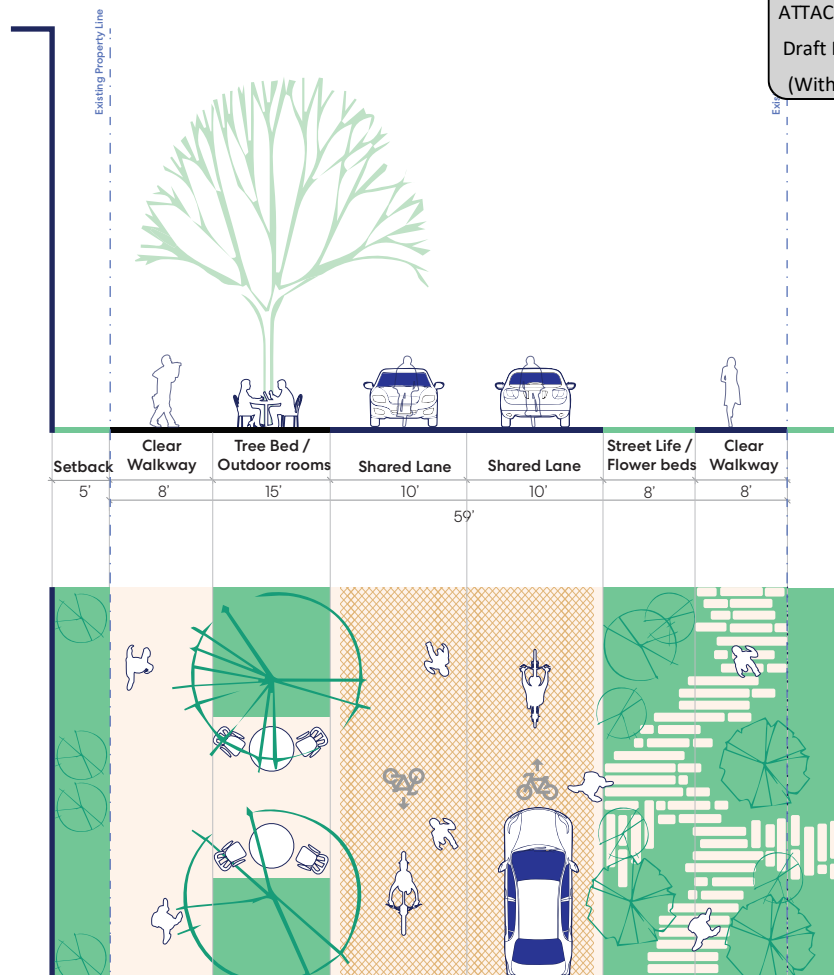 ATTAC
Draft
(With
Existing Property Line
Exis
Setback
Clear
Walkway
Tree Bed /
Outdoor rooms
Shared Lane
Shared Lane
Street Life /
Flower beds
Clear
Walkway
5'
8'
15'
10'
10'
8'
8'
59'